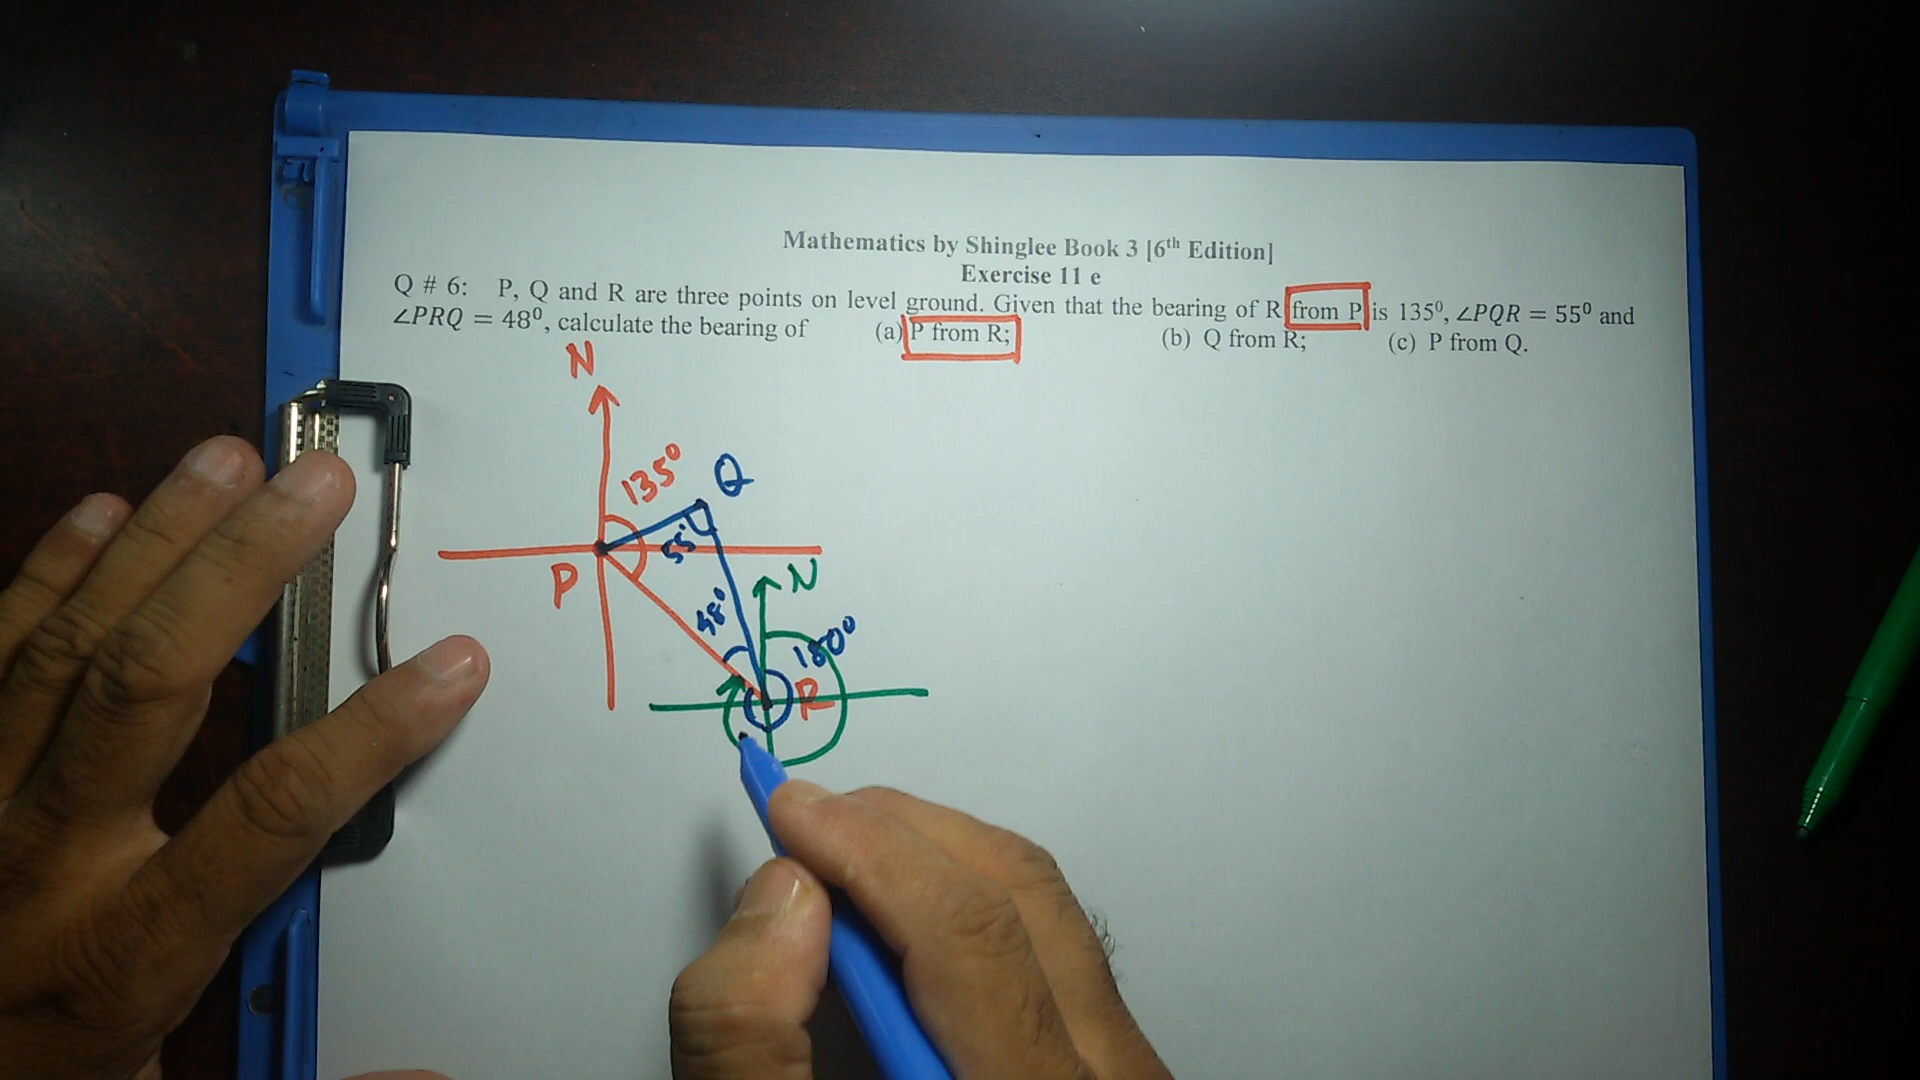 Mathematics by Shinglee Book 3 [6th Edition]
Exercise 11 e
Q # 6: P, Q and R are three points on level ground. Given that the bearing of R from P is 135⁰, ∠PQR = 55⁰ and
∠PRQ = 48⁰, calculate the bearing of (a) P from R; (b) Q from R; (c) P from Q.
N
135°
Q
55°
P
N
48°
180°
R